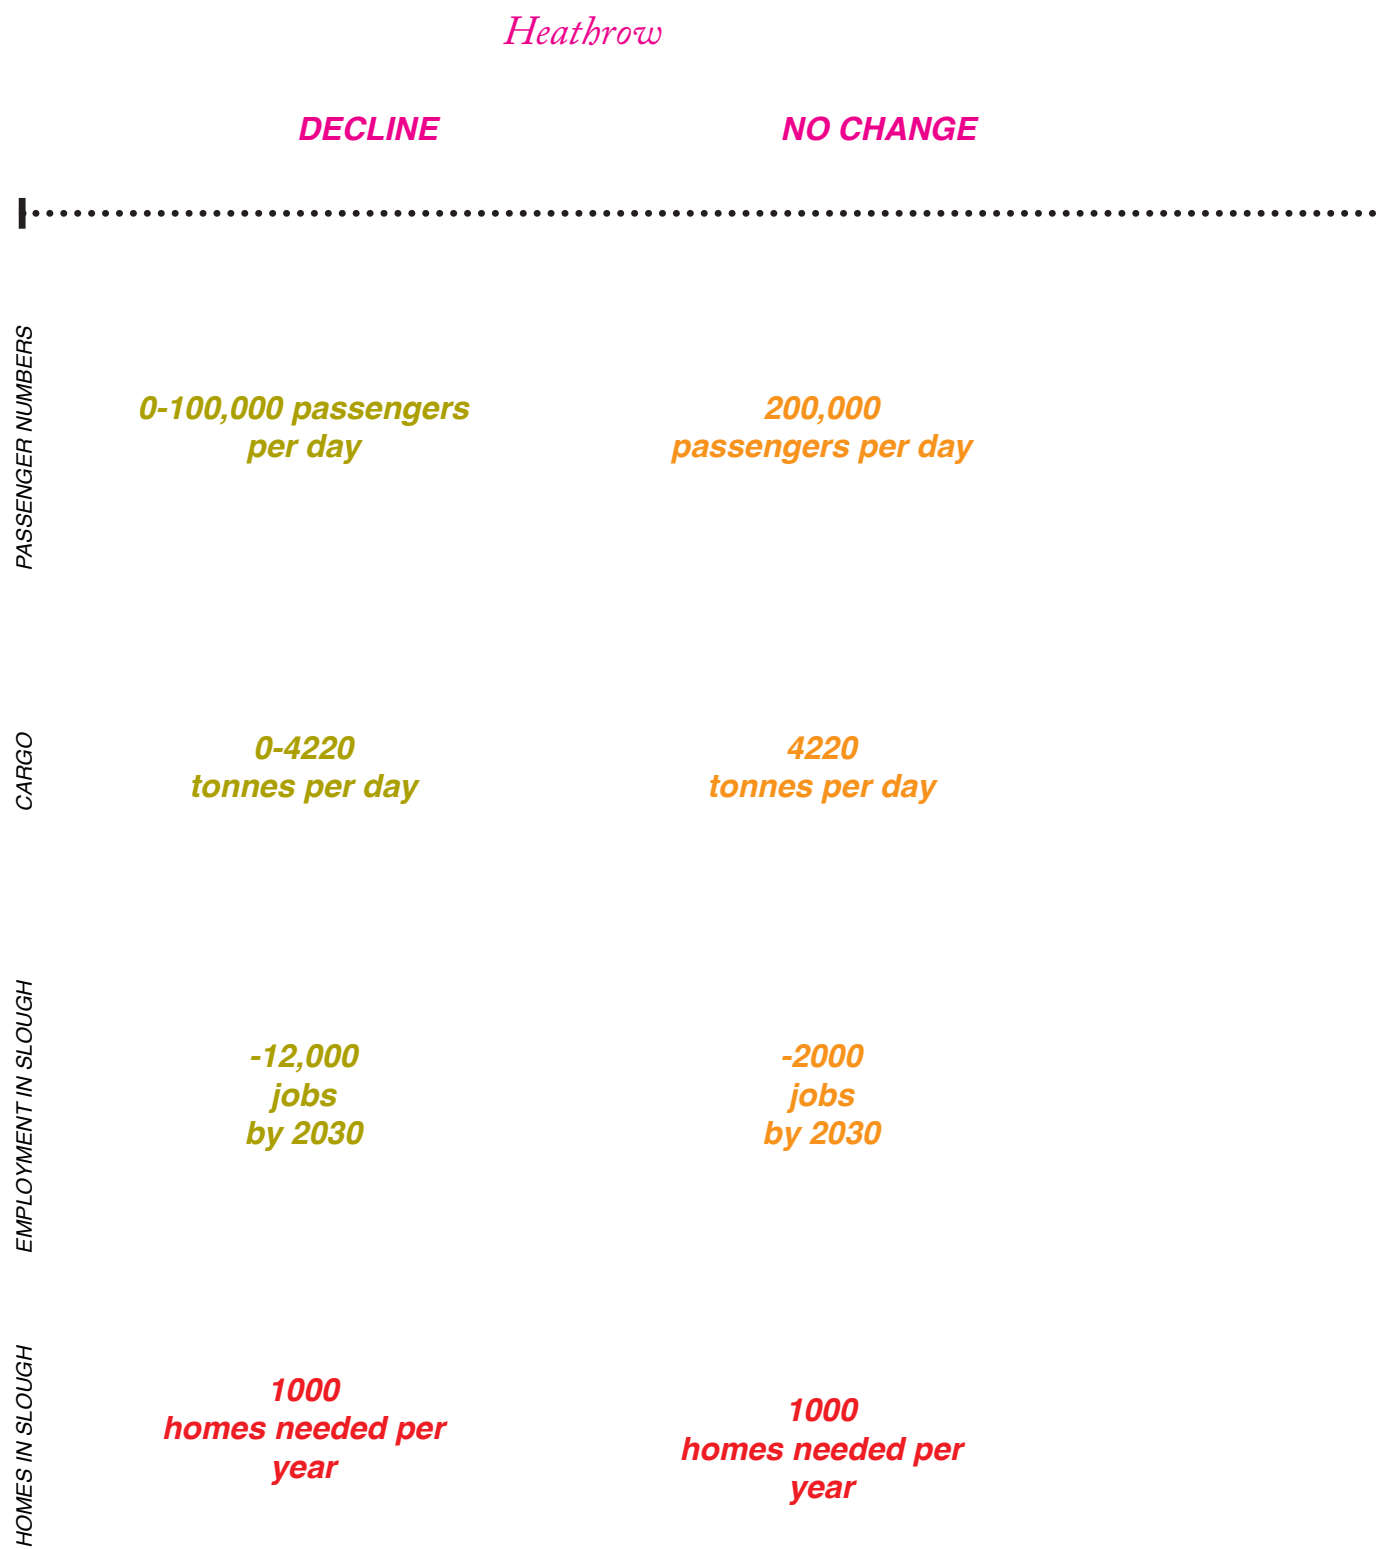 Heathrow
DECLINE
NO CHANGE
PASSENGER NUMBERS
0-100,000 passengers
per day
200,000
passengers per day
CARGO
0-4220
tonnes per day
4220
tonnes per day
EMPLOYMENT IN SLOUGH
-12,000
jobs
by 2030
-2000
jobs
by 2030
HOMES IN SLOUGH
1000
homes needed per
year
1000
homes needed per
year